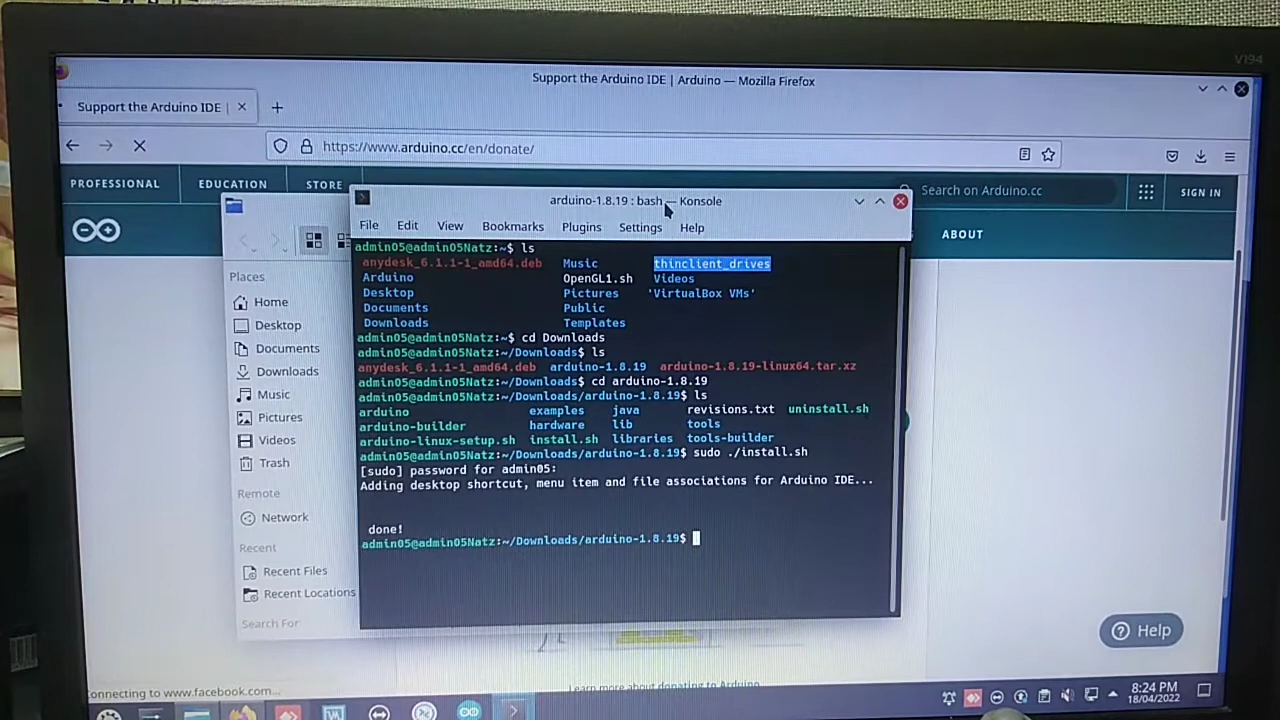 V194
Support the Arduino IDE | Arduino — Mozilla Firefox
Support the Arduino IDE |
https://www.arduino.cc/en/donate/
PROFESSIONAL EDUCATION STORE Search on Arduino.cc SIGN IN
ABOUT
arduino-1.8.19 : bash — Konsole
File Edit View Bookmarks Plugins Settings Help
Places
Home
Desktop
Documents
Downloads
Music
Pictures
Videos
Trash
Remote
Network
Recent
Recent Files
Recent Locations
Search For
admin05@admin05Natz:~$ ls
anydesk_6.1.1-1_amd64.deb Music thinclient_drives
Arduino OpenGL1.sh Videos
Desktop Pictures 'VirtualBox VMs'
Documents Public
Downloads Templates
admin05@admin05Natz:~$ cd Downloads
admin05@admin05Natz:~/Downloads$ ls
anydesk_6.1.1-1_amd64.deb arduino-1.8.19 arduino-1.8.19-linux64.tar.xz
admin05@admin05Natz:~/Downloads$ cd arduino-1.8.19
admin05@admin05Natz:~/Downloads/arduino-1.8.19$ ls
arduino examples java revisions.txt uninstall.sh
arduino-builder hardware lib tools
arduino-linux-setup.sh install.sh libraries tools-builder
admin05@admin05Natz:~/Downloads/arduino-1.8.19$ sudo ./install.sh
[sudo] password for admin05:
Adding desktop shortcut, menu item and file associations for Arduino IDE...
done!
admin05@admin05Natz:~/Downloads/arduino-1.8.19$
Help
Learn more about donating to Arduino
connecting to www.facebook.com...
8:24 PM
18/04/2022